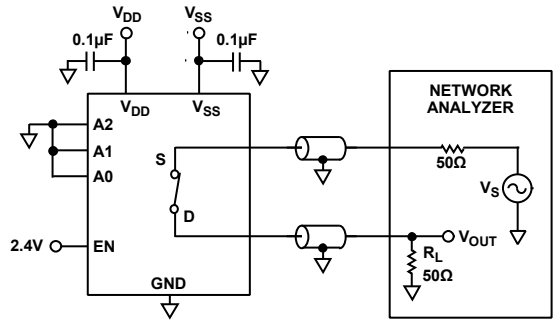 VDD
VSS
0.1µF
0.1µF
VDD
VSS
NETWORK
ANALYZER
A2
A1
A0
S
50Ω
VS
D
2.4V
EN
VOUT
RL
50Ω
GND